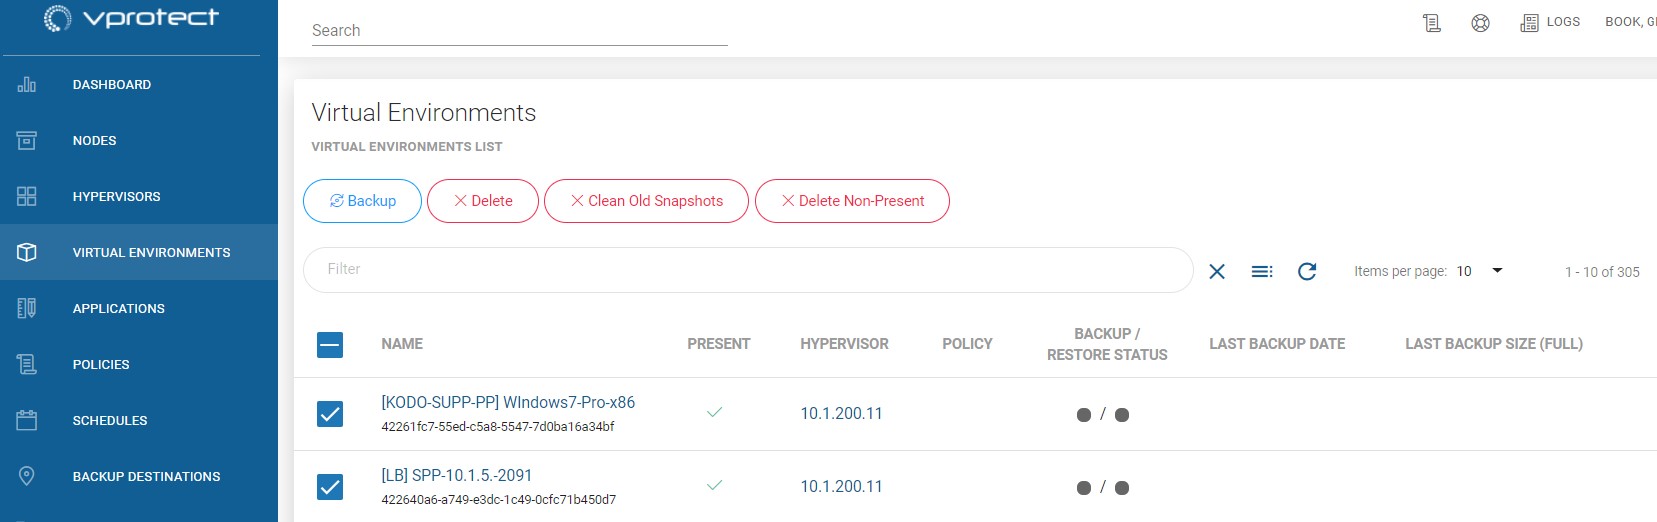 vprotect
Search
LOGS
BOOK, G
DASHBOARD
NODES
HYPERVISORS
VIRTUAL ENVIRONMENTS
APPLICATIONS
POLICIES
SCHEDULES
BACKUP DESTINATIONS
Virtual Environments
VIRTUAL ENVIRONMENTS LIST
Backup
Delete
Clean Old Snapshots
Delete Non-Present
Filter
Items per page: 10
1 - 10 of 305
NAME
PRESENT
HYPERVISOR
POLICY
BACKUP /
RESTORE STATUS
LAST BACKUP DATE
LAST BACKUP SIZE (FULL)
[KODO-SUPP-PP] WIndows7-Pro-x86
42261fc7-55ed-c5a8-5547-7d0ba16a34bf
10.1.200.11
/
[LB] SPP-10.1.5.-2091
422640a6-a749-e3dc-1c49-0cfc71b450d7
10.1.200.11
/